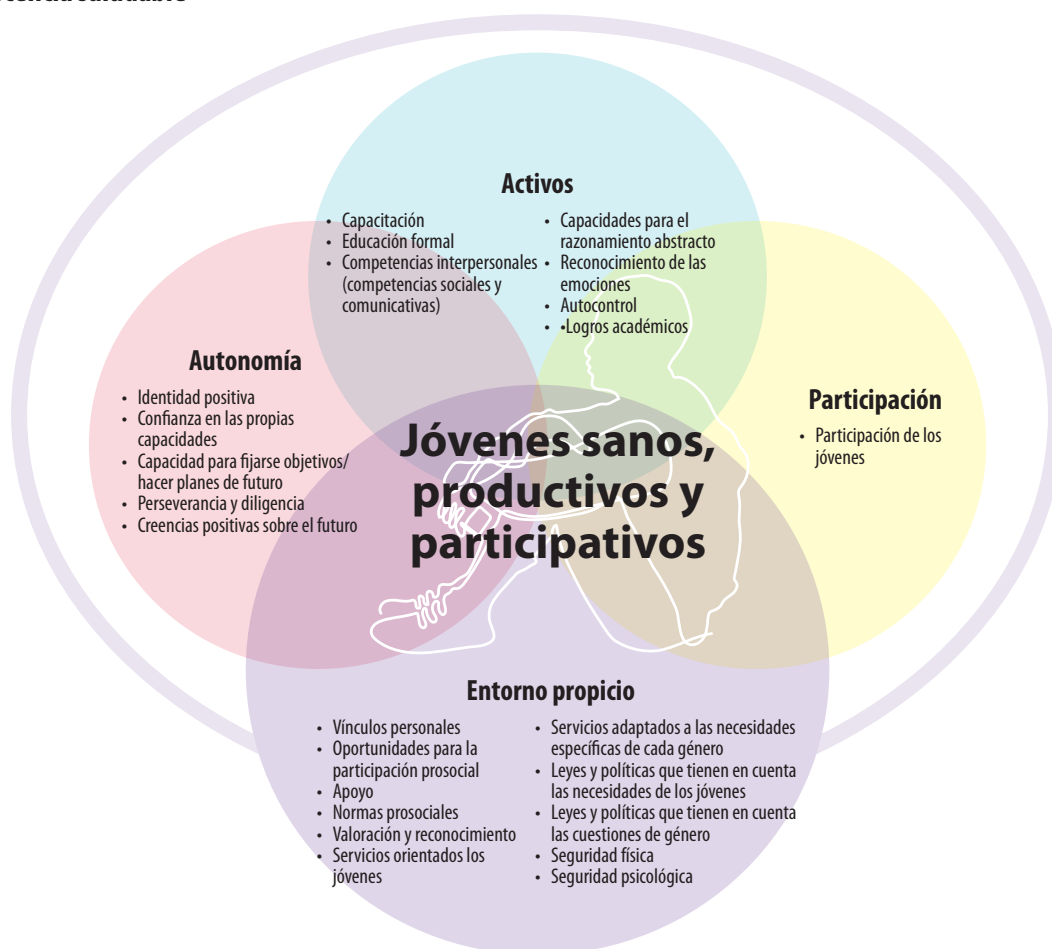 Activos
• Capacitación
• Educación formal
• Competencias interpersonales
(competencias sociales y
comunicativas)
• Capacidades para el
razonamiento abstracto
• Reconocimiento de las
emociones
• Autocontrol
• •Logros académicos
Autonomía
• Identidad positiva
• Confianza en las propias
capacidades
• Capacidad para fijarse objetivos/
hacer planes de futuro
• Perseverancia y diligencia
• Creencias positivas sobre el futuro
Participación
• Participación de los
jóvenes
Jóvenes sanos,
productivos y
participativos
Entorno propicio
• Vínculos personales
• Oportunidades para la
participación prosocial
• Apoyo
• Normas prosociales
• Valoración y reconocimiento
• Servicios orientados los
jóvenes
• Servicios adaptados a las necesidades
específicas de cada género
• Leyes y políticas que tienen en cuenta
las necesidades de los jóvenes
• Leyes y políticas que tienen en cuenta
las cuestiones de género
• Seguridad física
• Seguridad psicológica